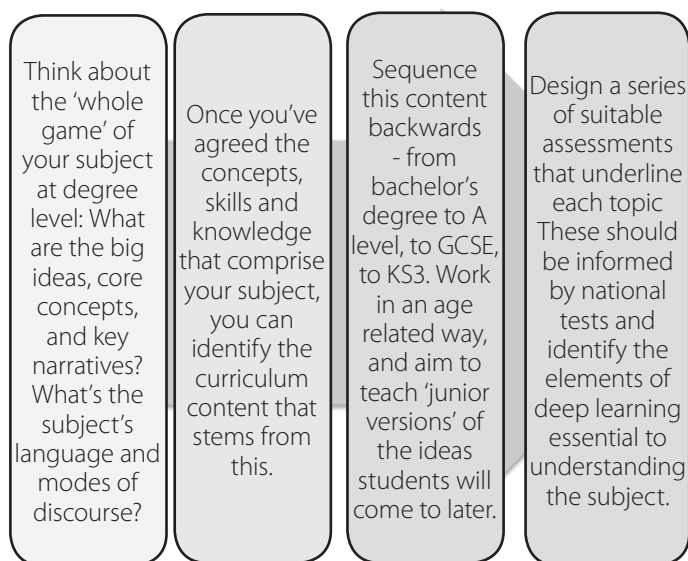 Think about
the ‘whole
game’ of
your subject
at degree
level: What
are the big
ideas, core
concepts,
and key
narratives?
What’s the
subject’s
language and
modes of
discourse?
Once you’ve
agreed the
concepts,
skills and
knowledge
that comprise
your subject,
you can
identify the
curriculum
content that
stems from
this.
Sequence
this content
backwards
- from
bachelor’s
degree to A
level, to GCSE,
to KS3. Work
in an age
related way,
and aim to
teach ‘junior
versions’ of
the ideas
students will
come to later.
Design a series
of suitable
assessments
that underline
each topic
These should
be informed
by national
tests and
identify the
elements of
deep learning
essential to
understanding
the subject.